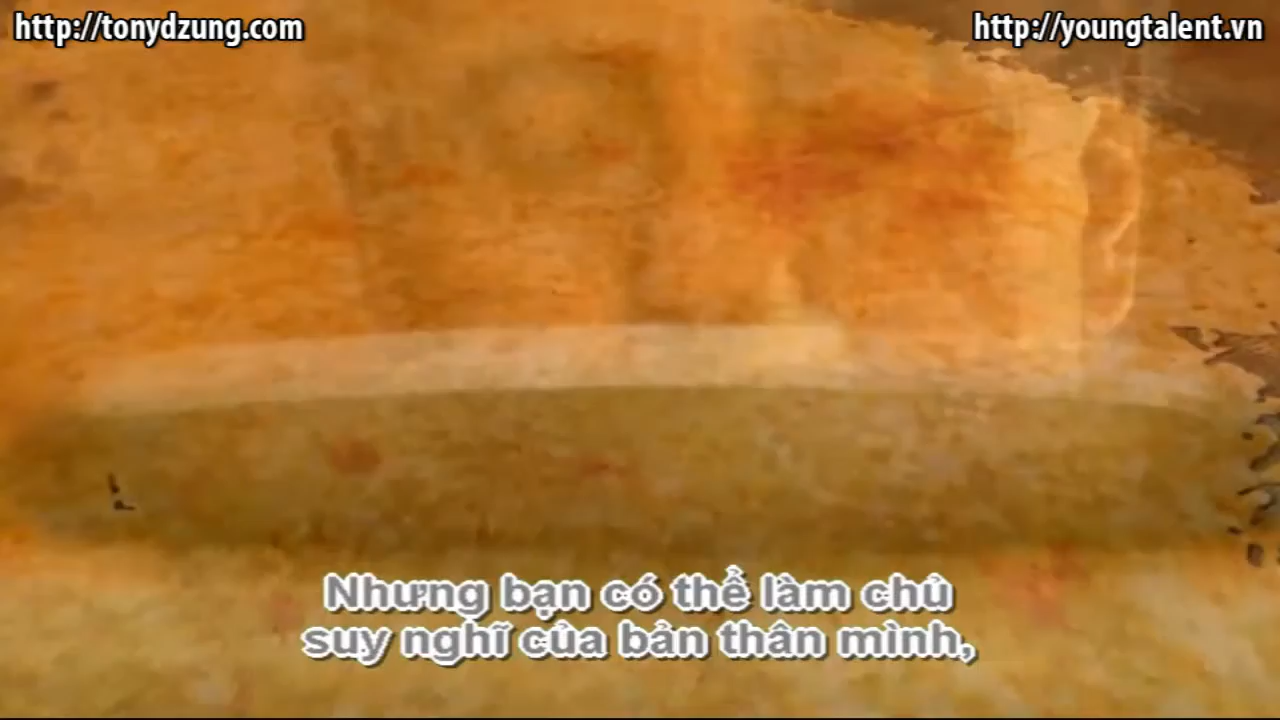 http://tonydzung.com
http://youngtalent.vn
Nhưng bạn có thể làm chủ
suy nghĩ của bản thân mình,